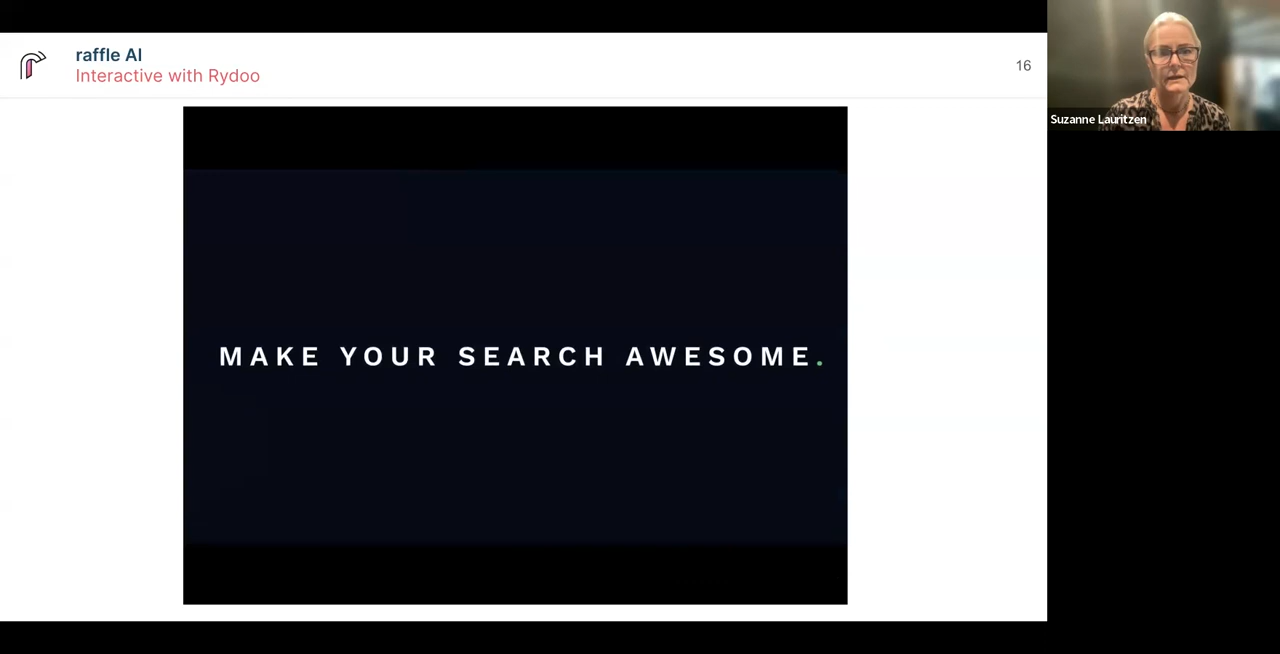 raffle AI
Interactive with Rydoo
16
MAKE YOUR SEARCH AWESOME.
Suzanne Lauritzen